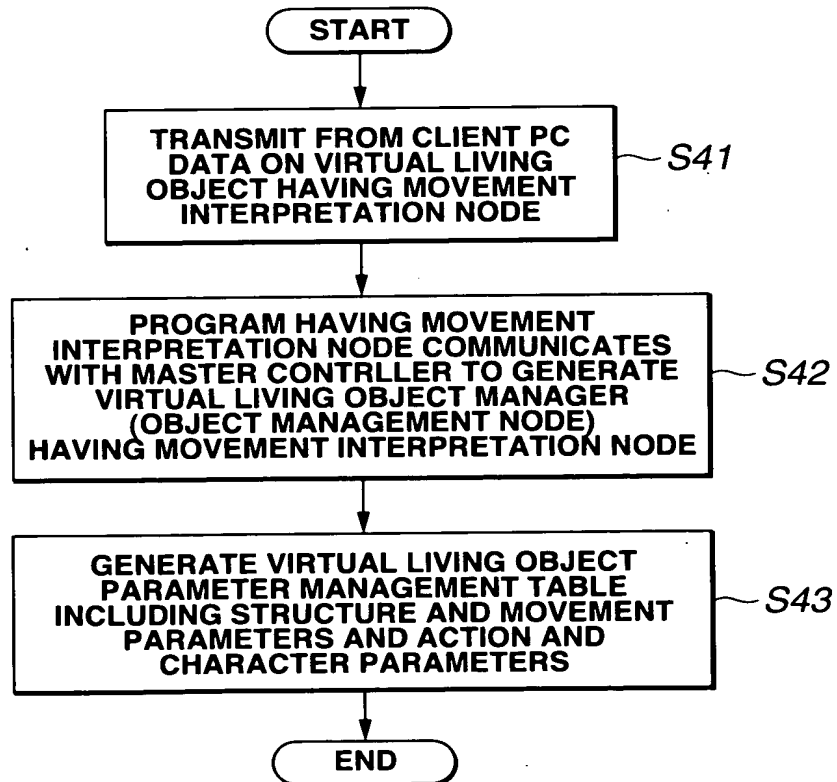 START
TRANSMIT FROM CLIENT PC
DATA ON VIRTUAL LIVING
OBJECT HAVING MOVEMENT
INTERPRETATION NODE
S41
PROGRAM HAVING MOVEMENT
INTERPRETATION NODE COMMUNICATES
WITH MASTER CONTRLLER TO GENERATE
VIRTUAL LIVING OBJECT MANAGER
(OBJECT MANAGEMENT NODE)
HAVING MOVEMENT INTERPRETATION NODE
S42
GENERATE VIRTUAL LIVING OBJECT
PARAMETER MANAGEMENT TABLE
INCLUDING STRUCTURE AND MOVEMENT
PARAMETERS AND ACTION AND
CHARACTER PARAMETERS
S43
END